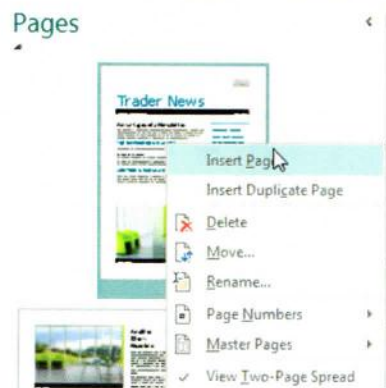 Pages
Trader News
Insert Page
Insert Duplicate Page
Delete
Move...
Rename...
Page Numbers
Master Pages
View Two-Page Spread